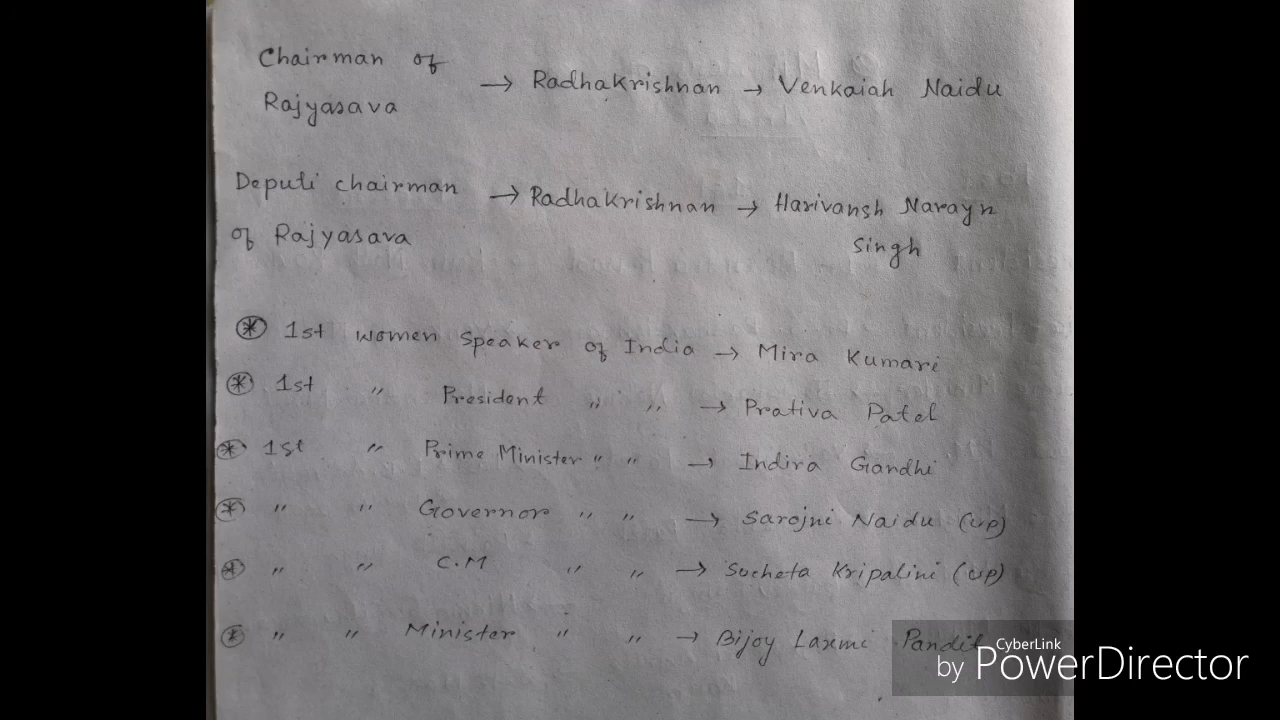 Chairman of
Rajyasava → Radhakrishnan → Venkaiah Naidu
Deputi chairman → Radhakrishnan → Harivansh Narayn
of Rajyasava Singh
⊛ 1st women speaker of India → Mira Kumari
⊛ 1st " President " " → Prativa Patel
⊛ 1st " Prime Minister " " → Indira Gandhi
⊛ " " Governor " " → Sarojni Naidu (up)
⊛ " " C.M " " → Sucheta Kripalini (up)
⊛ " " Minister " " → Bijoy Laxmi Pandit
CyberLink
by PowerDirector